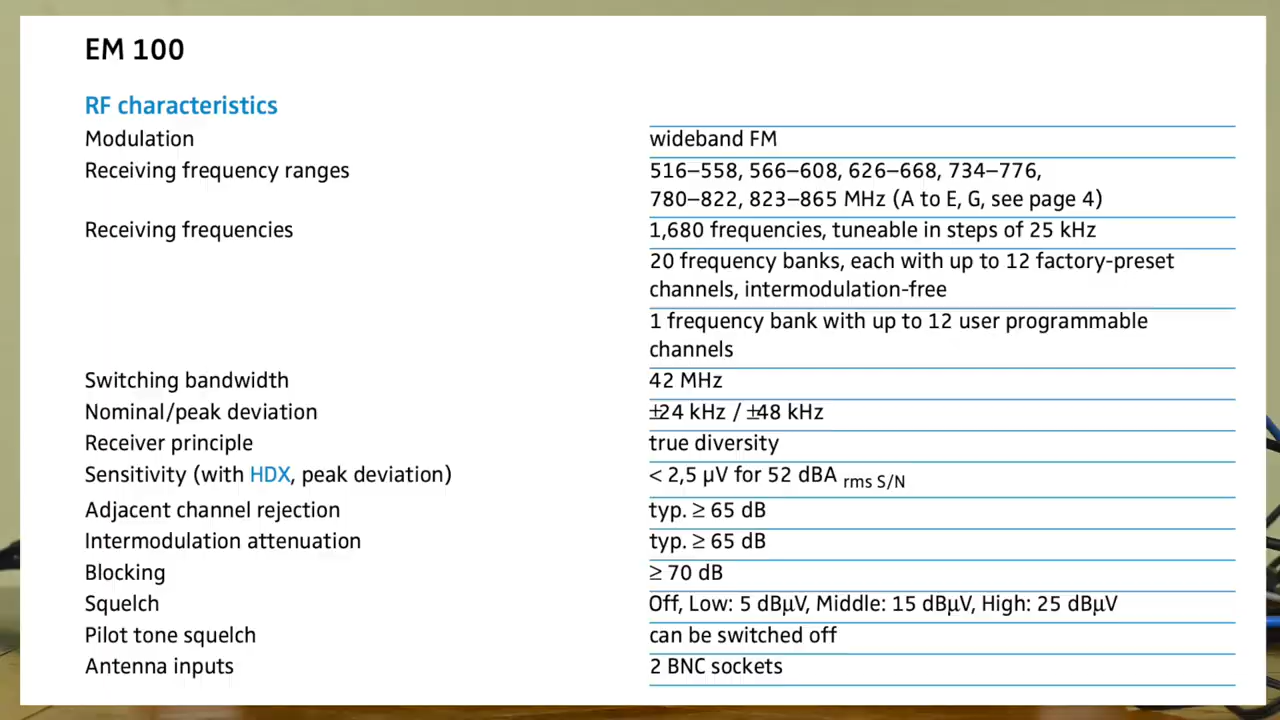 EM 100
RF characteristics
Modulation wideband FM
Receiving frequency ranges 516–558, 566–608, 626–668, 734–776,
780–822, 823–865 MHz (A to E, G, see page 4)
Receiving frequencies 1,680 frequencies, tuneable in steps of 25 kHz
20 frequency banks, each with up to 12 factory-preset
channels, intermodulation-free
1 frequency bank with up to 12 user programmable
channels
Switching bandwidth 42 MHz
Nominal/peak deviation ±24 kHz / ±48 kHz
Receiver principle true diversity
Sensitivity (with HDX, peak deviation) < 2,5 µV for 52 dBA rms S/N
Adjacent channel rejection typ. ≥ 65 dB
Intermodulation attenuation typ. ≥ 65 dB
Blocking ≥ 70 dB
Squelch Off, Low: 5 dBµV, Middle: 15 dBµV, High: 25 dBµV
Pilot tone squelch can be switched off
Antenna inputs 2 BNC sockets